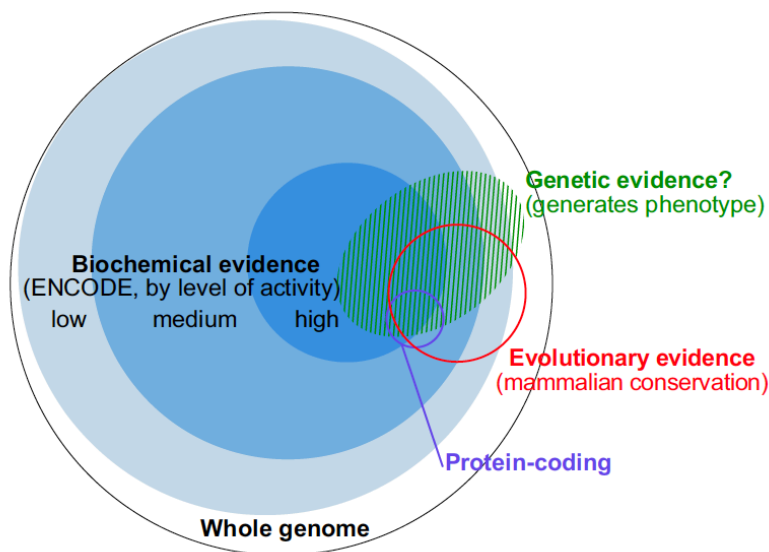 Genetic evidence?
(generates phenotype)
Biochemical evidence
(ENCODE, by level of activity)
low medium high
Evolutionary evidence
(mammalian conservation)
Protein-coding
Whole genome